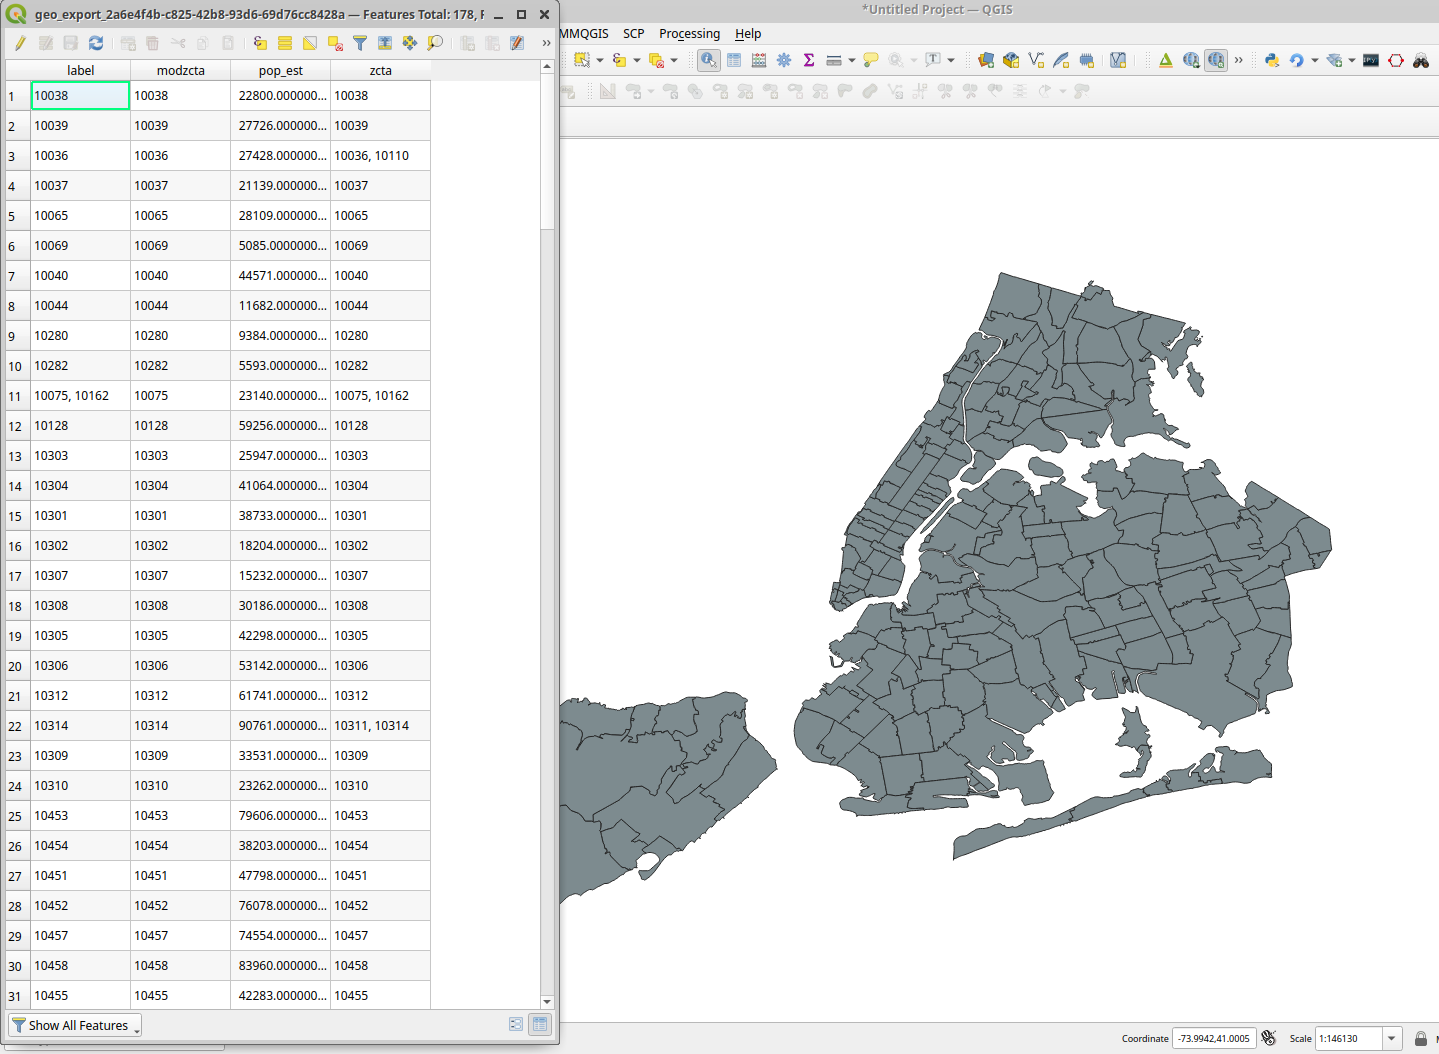 geo_export_2a6e4f4b-c825-42b8-93d6-69d76cc8428a — Features Total: 178, F
*Untitled Project — QGIS
MMQGIS SCP Processing Help
label modzcta pop_est zcta
1 10038 10038 22800.000000... 10038
2 10039 10039 27726.000000... 10039
3 10036 10036 27428.000000... 10036, 10110
4 10037 10037 21139.000000... 10037
5 10065 10065 28109.000000... 10065
6 10069 10069 5085.0000000... 10069
7 10040 10040 44571.000000... 10040
8 10044 10044 11682.000000... 10044
9 10280 10280 9384.000000... 10280
10 10282 10282 5593.000000... 10282
11 10075, 10162 10075 23140.000000... 10075, 10162
12 10128 10128 59256.000000... 10128
13 10303 10303 25947.000000... 10303
14 10304 10304 41064.000000... 10304
15 10301 10301 38733.000000... 10301
16 10302 10302 18204.000000... 10302
17 10307 10307 15232.000000... 10307
18 10308 10308 30186.000000... 10308
19 10305 10305 42298.000000... 10305
20 10306 10306 53142.000000... 10306
21 10312 10312 61741.000000... 10312
22 10314 10314 90761.000000... 10311, 10314
23 10309 10309 33531.000000... 10309
24 10310 10310 23262.000000... 10310
25 10453 10453 79606.000000... 10453
26 10454 10454 38203.000000... 10454
27 10451 10451 47798.000000... 10451
28 10452 10452 76078.000000... 10452
29 10457 10457 74554.000000... 10457
30 10458 10458 83960.000000... 10458
31 10455 10455 42283.000000... 10455
Show All Features
Coordinate -73.9942,41.0005 Scale 1:146130